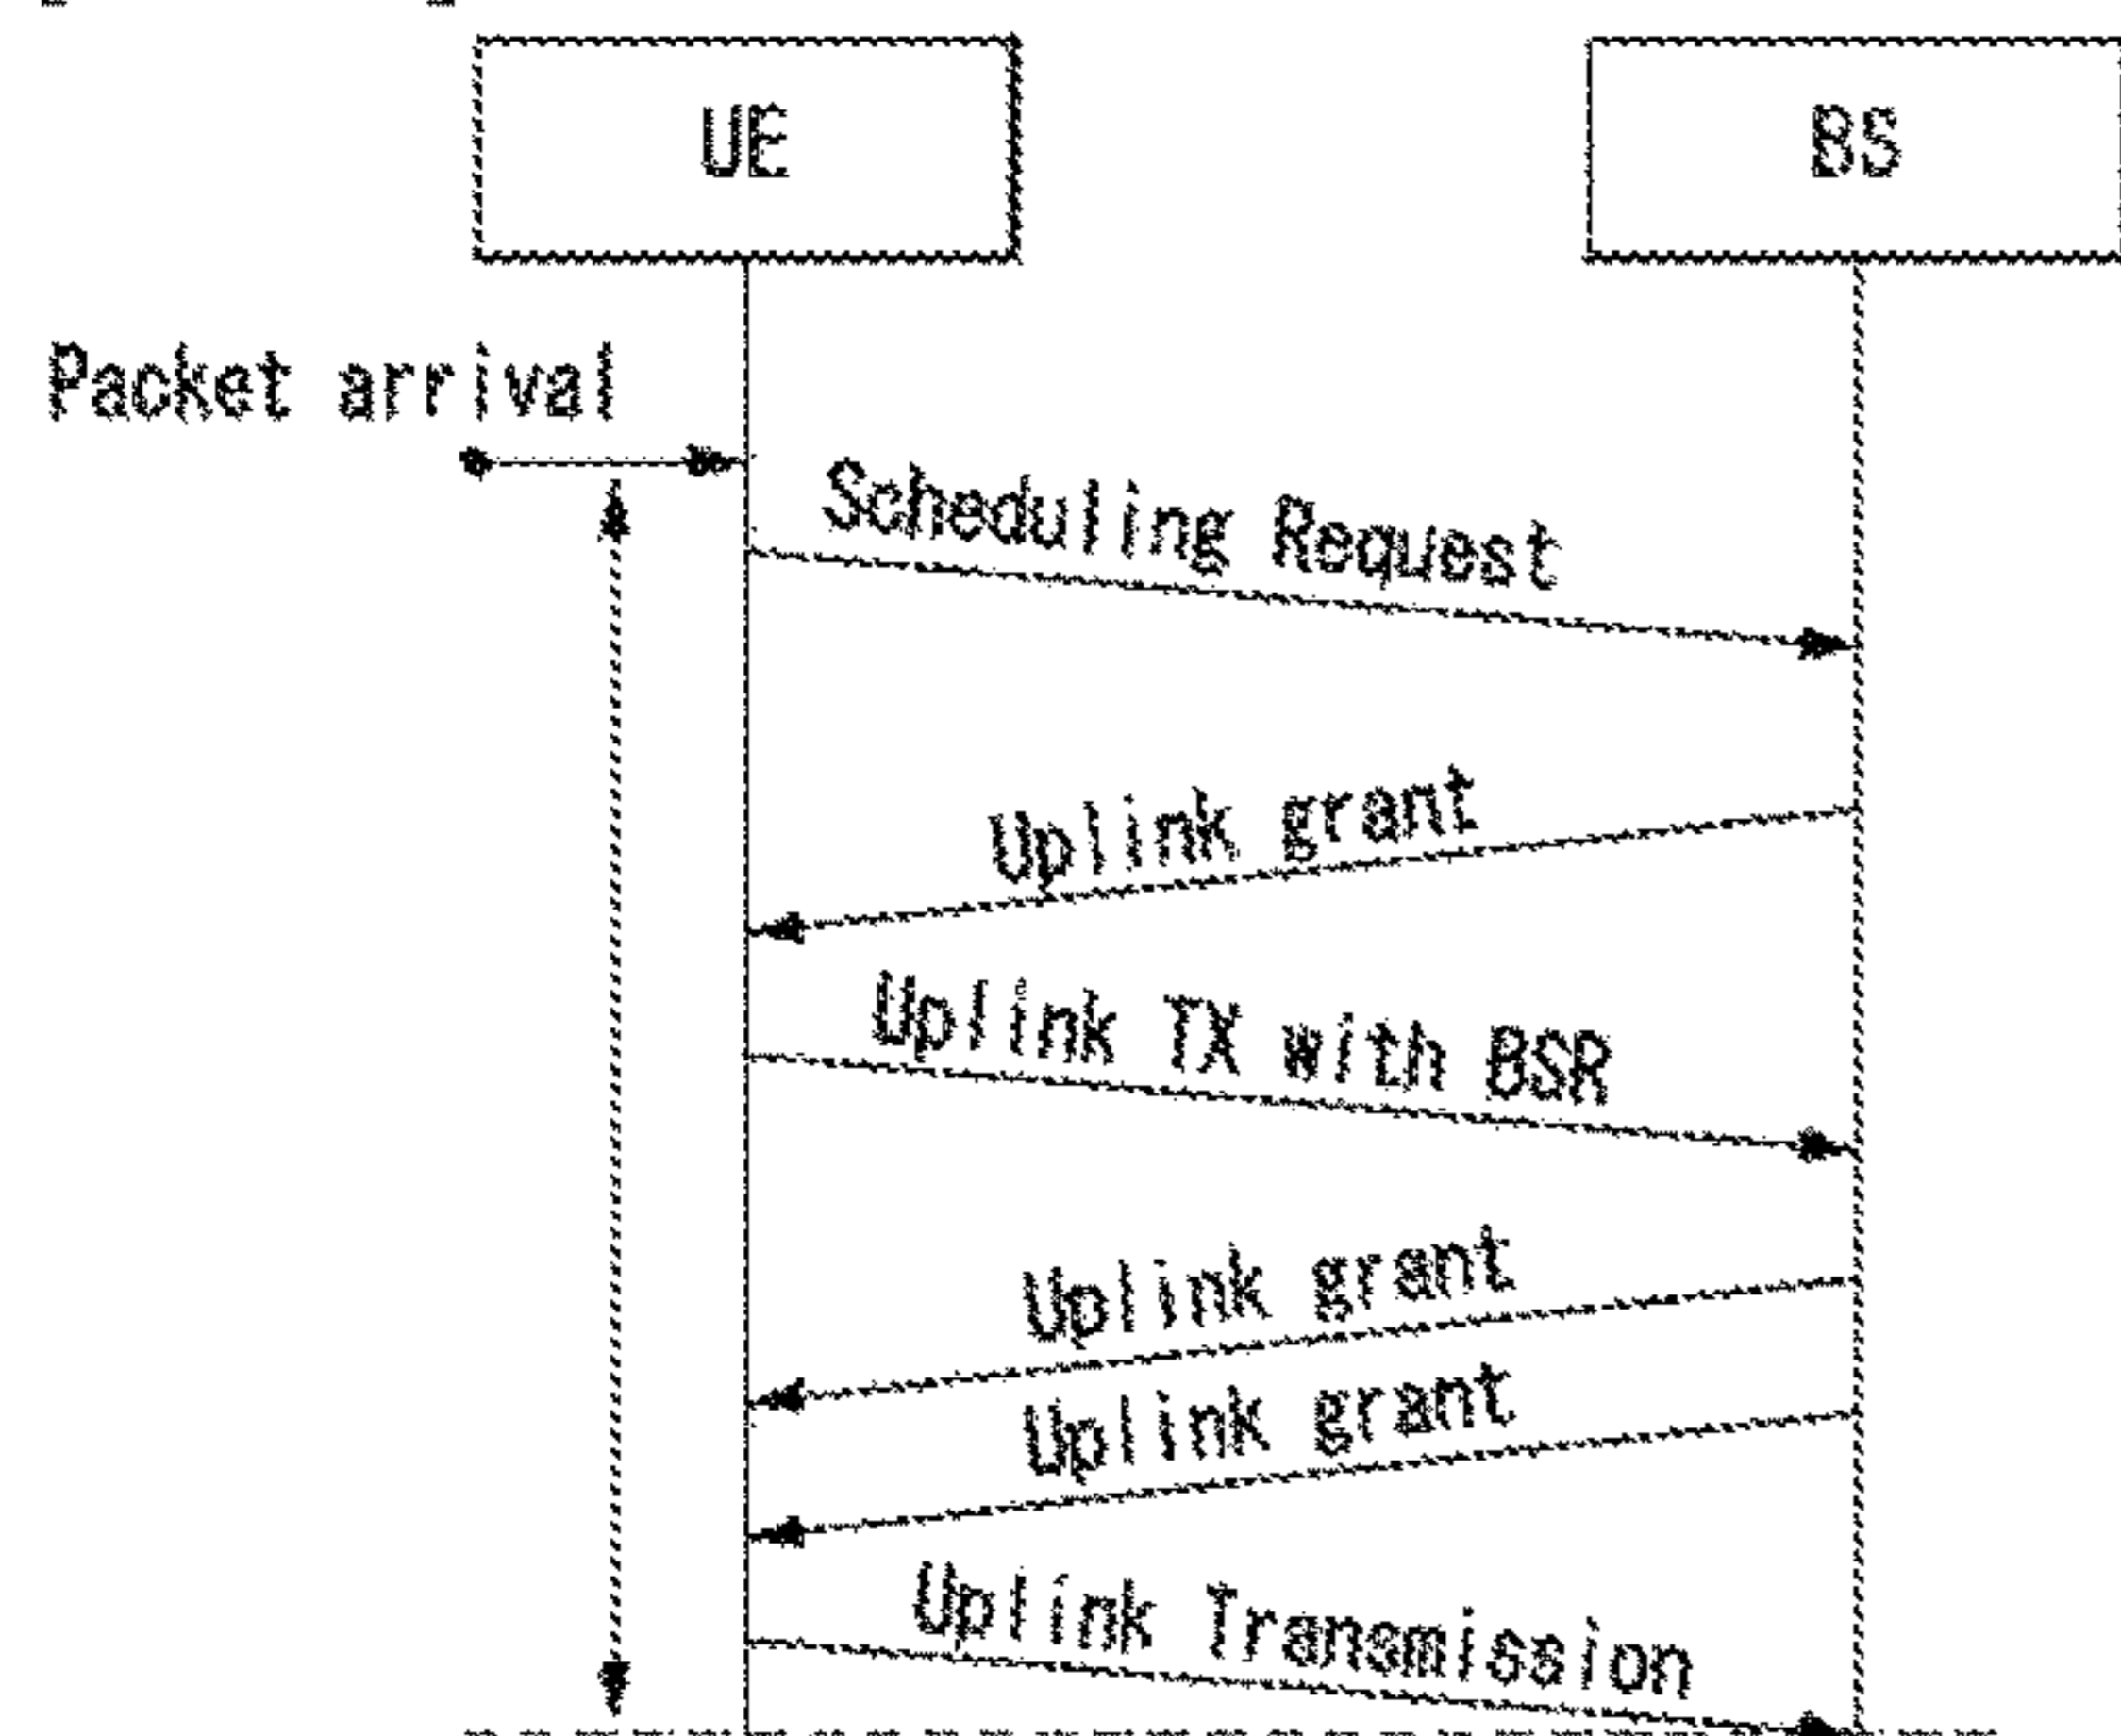 UE
BS
Packet arrival
Scheduling Request
Uplink grant
Uplink TX with BSR
Uplink grant
Uplink grant
Uplink Transmission